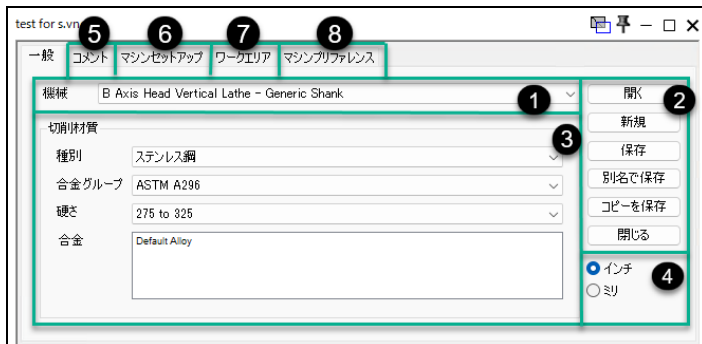 test for s.vn
5 6 7 8
一般 コメント マシンセットアップ ワークエリア マシンプリファレンス
機械 B Axis Head Vertical Lathe - Generic Shank 1
開く 2
新規
切削材質 3
保存
種別 ステンレス鋼
別名で保存
合金グループ ASTM A296
コピーを保存
硬さ 275 to 325
閉じる
合金 Default Alloy
インチ 4
ミリ